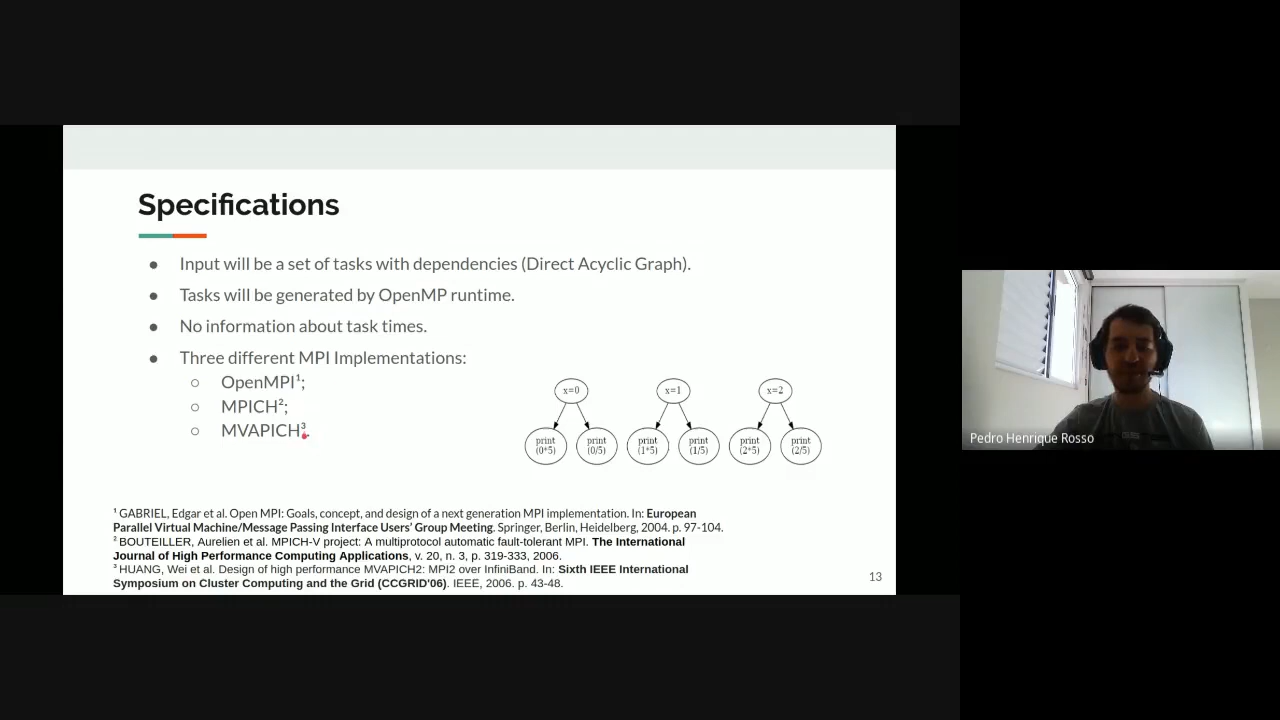 Specifications
● Input will be a set of tasks with dependencies (Direct Acyclic Graph).
● Tasks will be generated by OpenMP runtime.
● No information about task times.
● Three different MPI Implementations:
○ OpenMPI¹;
○ MPICH²;
○ MVAPICH³.
x=0
x=1
x=2
print
(0*5)
print
(0/5)
print
(1*5)
print
(1/5)
print
(2*5)
print
(2/5)
¹ GABRIEL, Edgar et al. Open MPI: Goals, concept, and design of a next generation MPI implementation. In: European
Parallel Virtual Machine/Message Passing Interface Users’ Group Meeting. Springer, Berlin, Heidelberg, 2004. p. 97-104.
² BOUTEILLER, Aurelien et al. MPICH-V project: A multiprotocol automatic fault-tolerant MPI. The International
Journal of High Performance Computing Applications, v. 20, n. 3, p. 319-333, 2006.
³ HUANG, Wei et al. Design of high performance MVAPICH2: MPI2 over InfiniBand. In: Sixth IEEE International
Symposium on Cluster Computing and the Grid (CCGRID'06). IEEE, 2006. p. 43-48.
13
Pedro Henrique Rosso